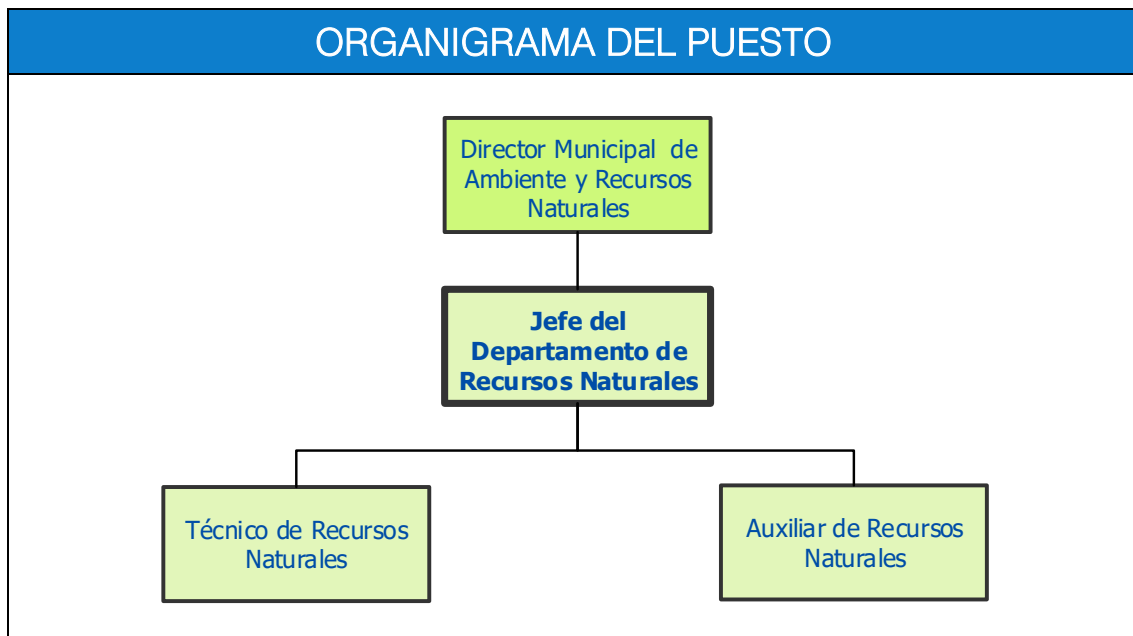 ORGANIGRAMA DEL PUESTO
Director Municipal de
Ambiente y Recursos
Naturales
Jefe del
Departamento de
Recursos Naturales
Técnico de Recursos
Naturales
Auxiliar de Recursos
Naturales